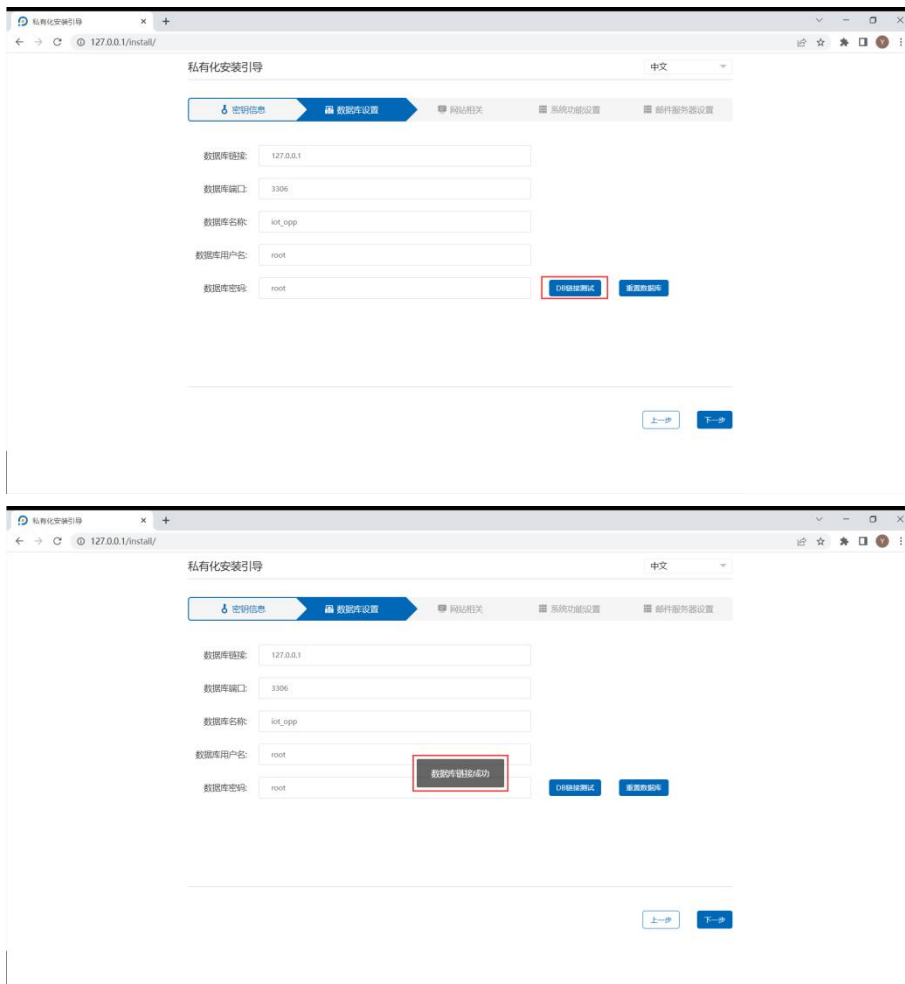 私有化安装引导
127.0.0.1/install/
私有化安装引导
中文
密钥信息
数据库设置
网站相关
系统功能设置
邮件服务器设置
数据库链接:
127.0.0.1
数据库端口:
3306
数据库名称:
iot_opp
数据库用户名:
root
数据库密码:
root
DB链接测试
重置数据库
上一步
下一步
私有化安装引导
127.0.0.1/install/
私有化安装引导
中文
密钥信息
数据库设置
网站相关
系统功能设置
邮件服务器设置
数据库链接:
127.0.0.1
数据库端口:
3306
数据库名称:
iot_opp
数据库用户名:
root
数据库链接成功
数据库密码:
root
DB链接测试
重置数据库
上一步
下一步